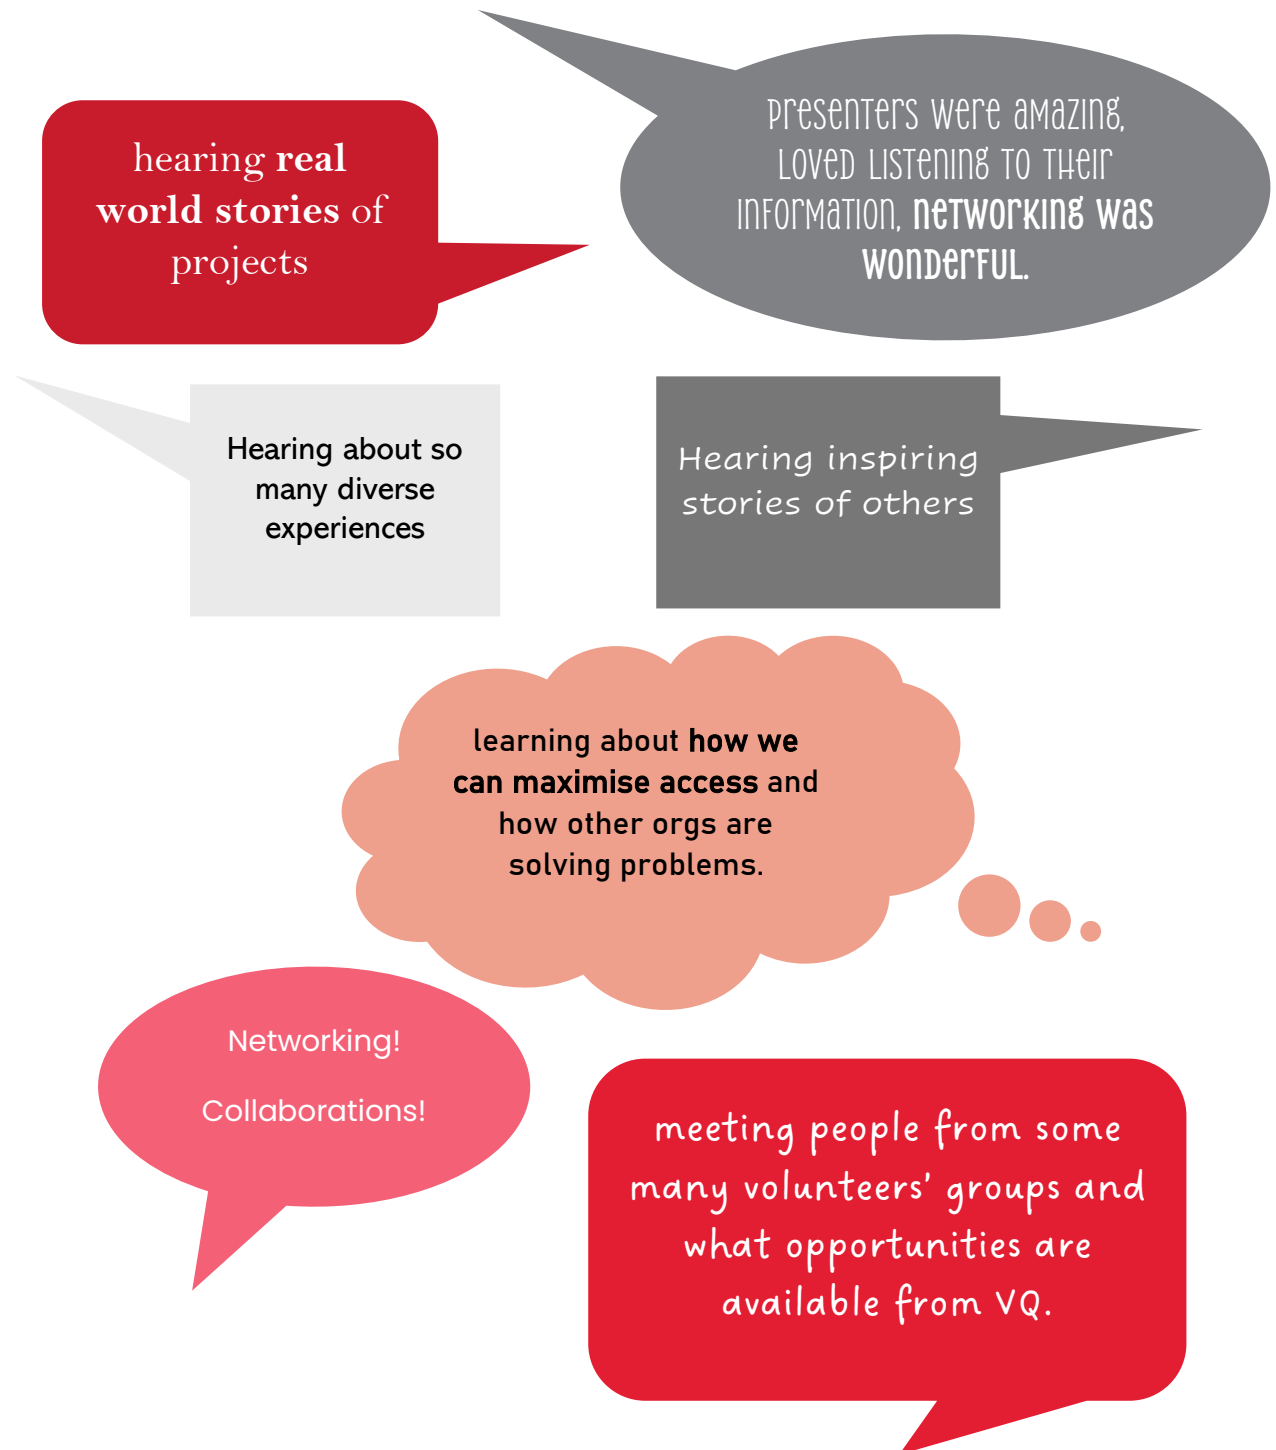 hearing real
world stories of
projects
Presenters were amazing,
loved listening to their
information, networking was
wonderful.
Hearing about so
many diverse
experiences
Hearing inspiring
stories of others
learning about how we
can maximise access and
how other orgs are
solving problems.
Networking!
Collaborations!
meeting people from some
many volunteers’ groups and
what opportunities are
available from VQ.